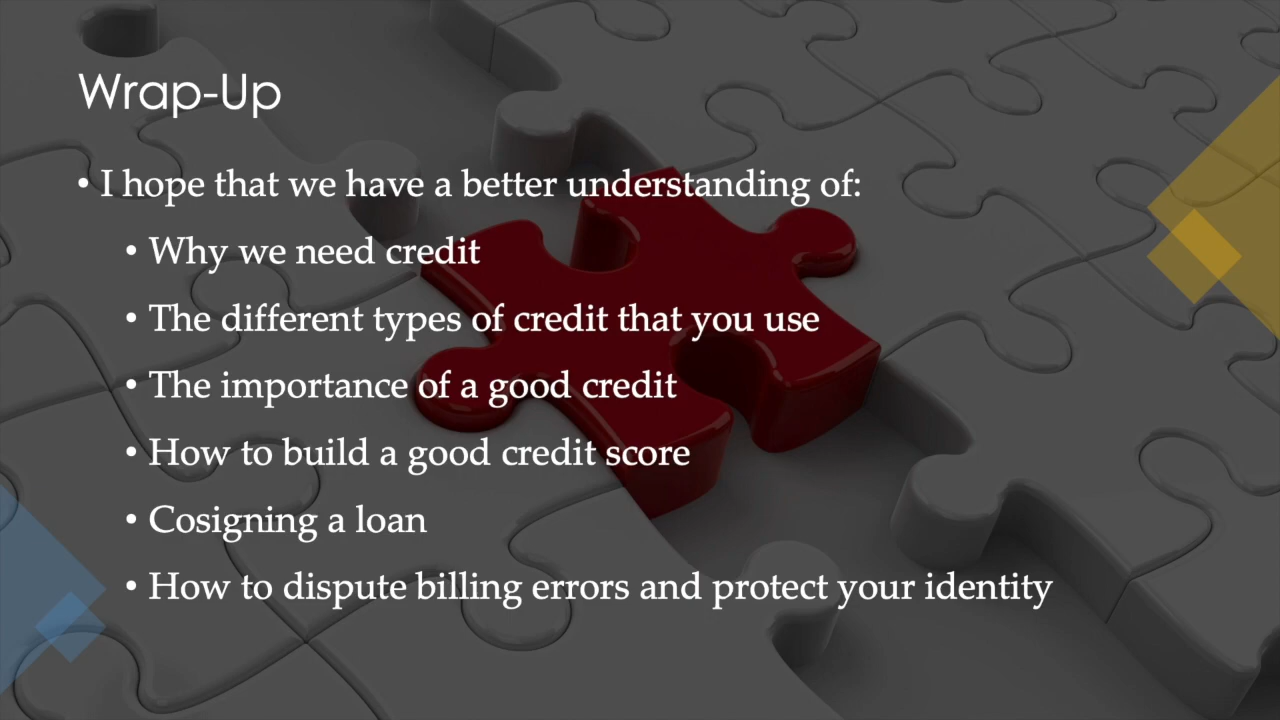 Wrap-Up
• I hope that we have a better understanding of:
• Why we need credit
• The different types of credit that you use
• The importance of a good credit
• How to build a good credit score
• Cosigning a loan
• How to dispute billing errors and protect your identity